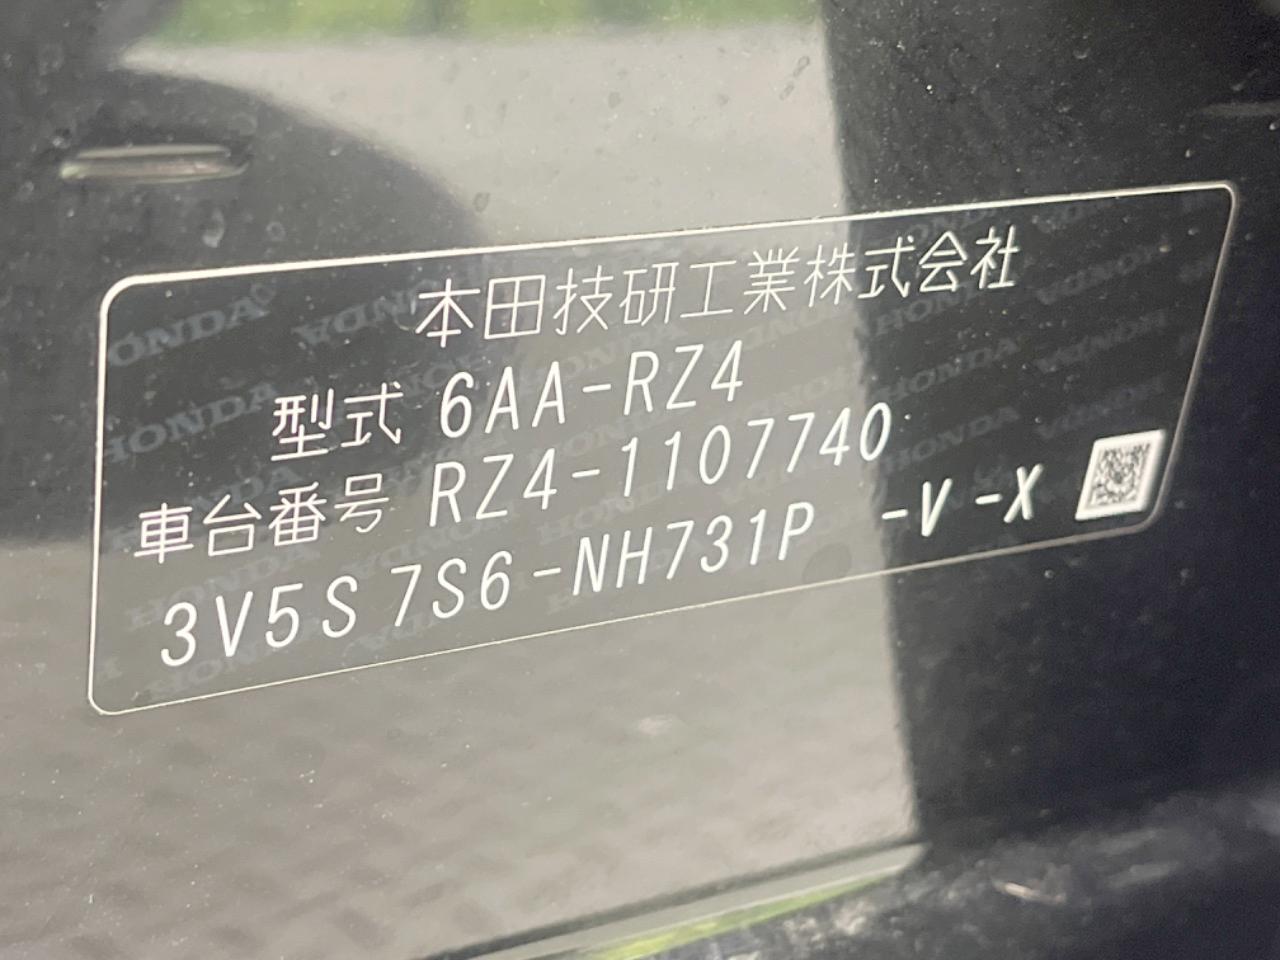 本田技研工業株式会社
型式 6AA-RZ4
車台番号 RZ4-1107740
3V5S 7S6-NH731P -V-X